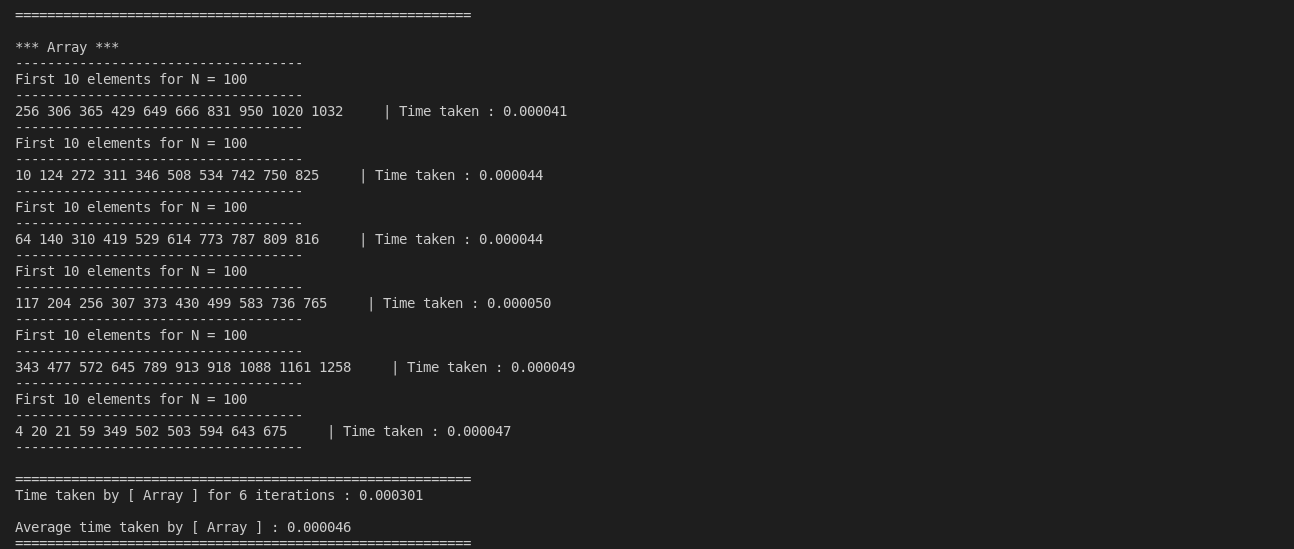 =========================================================
*** Array ***
------------------------------------
First 10 elements for N = 100
------------------------------------
256 306 365 429 649 666 831 950 1020 1032     | Time taken : 0.000041
------------------------------------
First 10 elements for N = 100
------------------------------------
10 124 272 311 346 508 534 742 750 825     | Time taken : 0.000044
------------------------------------
First 10 elements for N = 100
------------------------------------
64 140 310 419 529 614 773 787 809 816     | Time taken : 0.000044
------------------------------------
First 10 elements for N = 100
------------------------------------
117 204 256 307 373 430 499 583 736 765     | Time taken : 0.000050
------------------------------------
First 10 elements for N = 100
------------------------------------
343 477 572 645 789 913 918 1088 1161 1258     | Time taken : 0.000049
------------------------------------
First 10 elements for N = 100
------------------------------------
4 20 21 59 349 502 503 594 643 675     | Time taken : 0.000047
------------------------------------
=========================================================
Time taken by [ Array ] for 6 iterations : 0.000301
Average time taken by [ Array ] : 0.000046
=========================================================